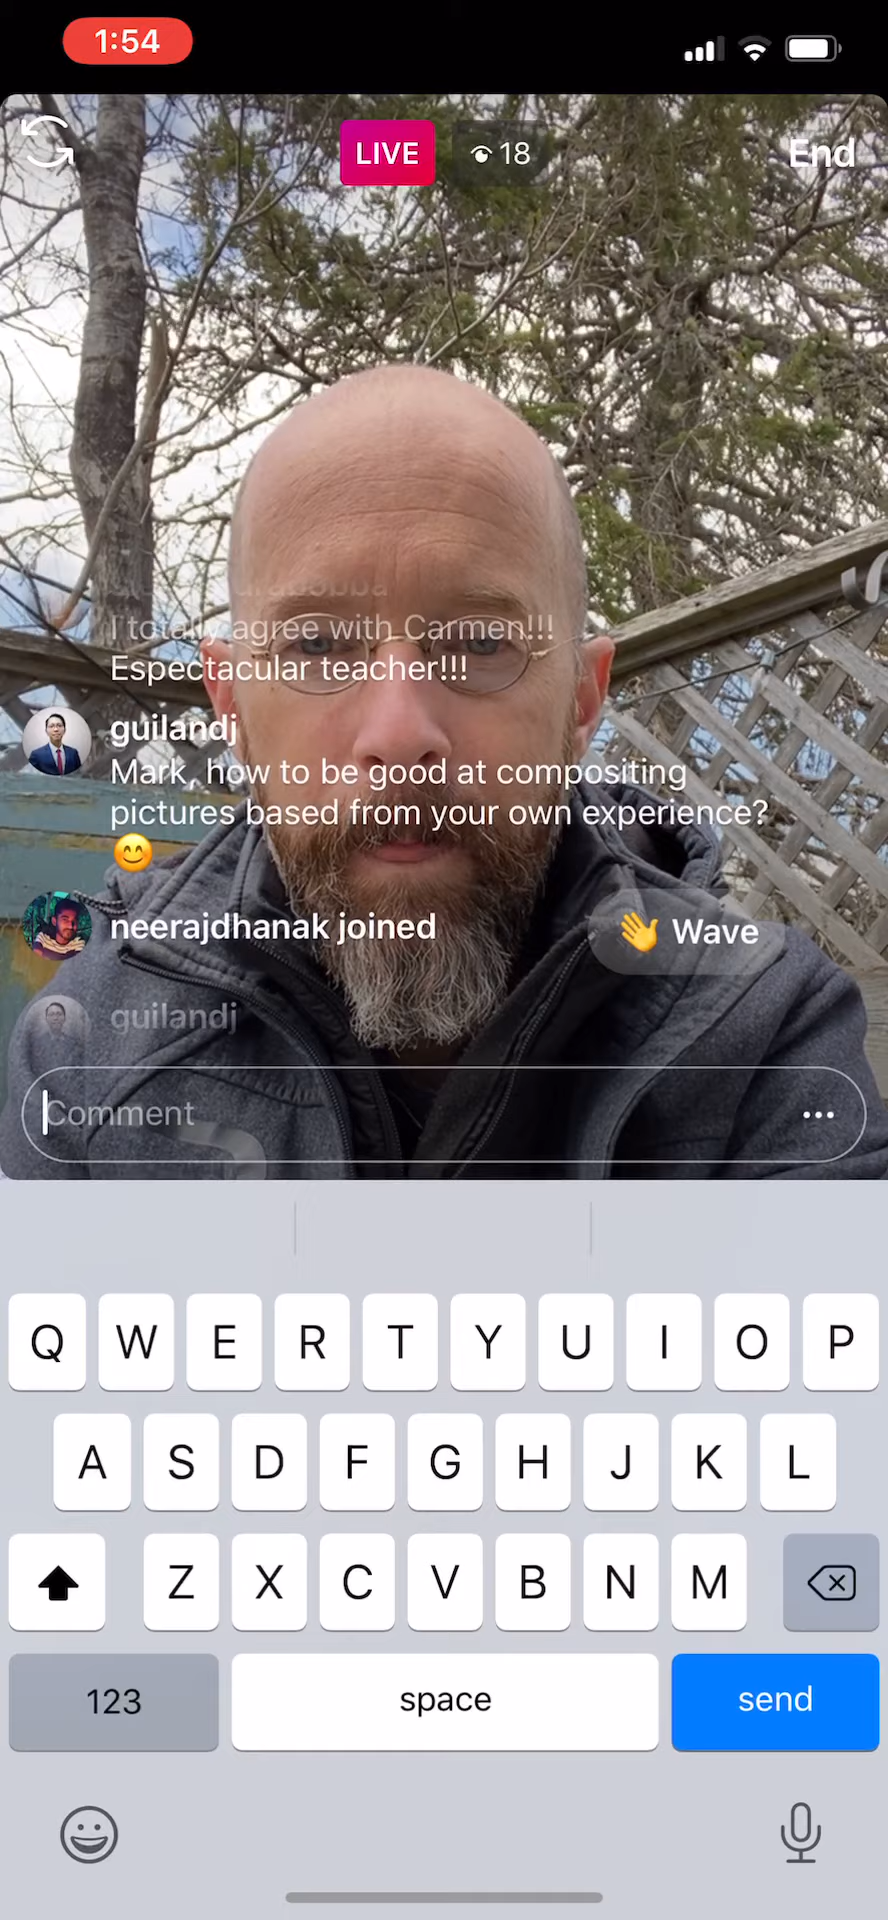 1:54
LIVE
18
End
I totally agree with Carmen!!!
Espectacular teacher!!!
guilandj
Mark, how to be good at compositing
pictures based from your own experience?
😊
neerajdhanak joined
👋 Wave
guilandj
Comment
Q W E R T Y U I O P
A S D F G H J K L
Z X C V B N M
123
space
send